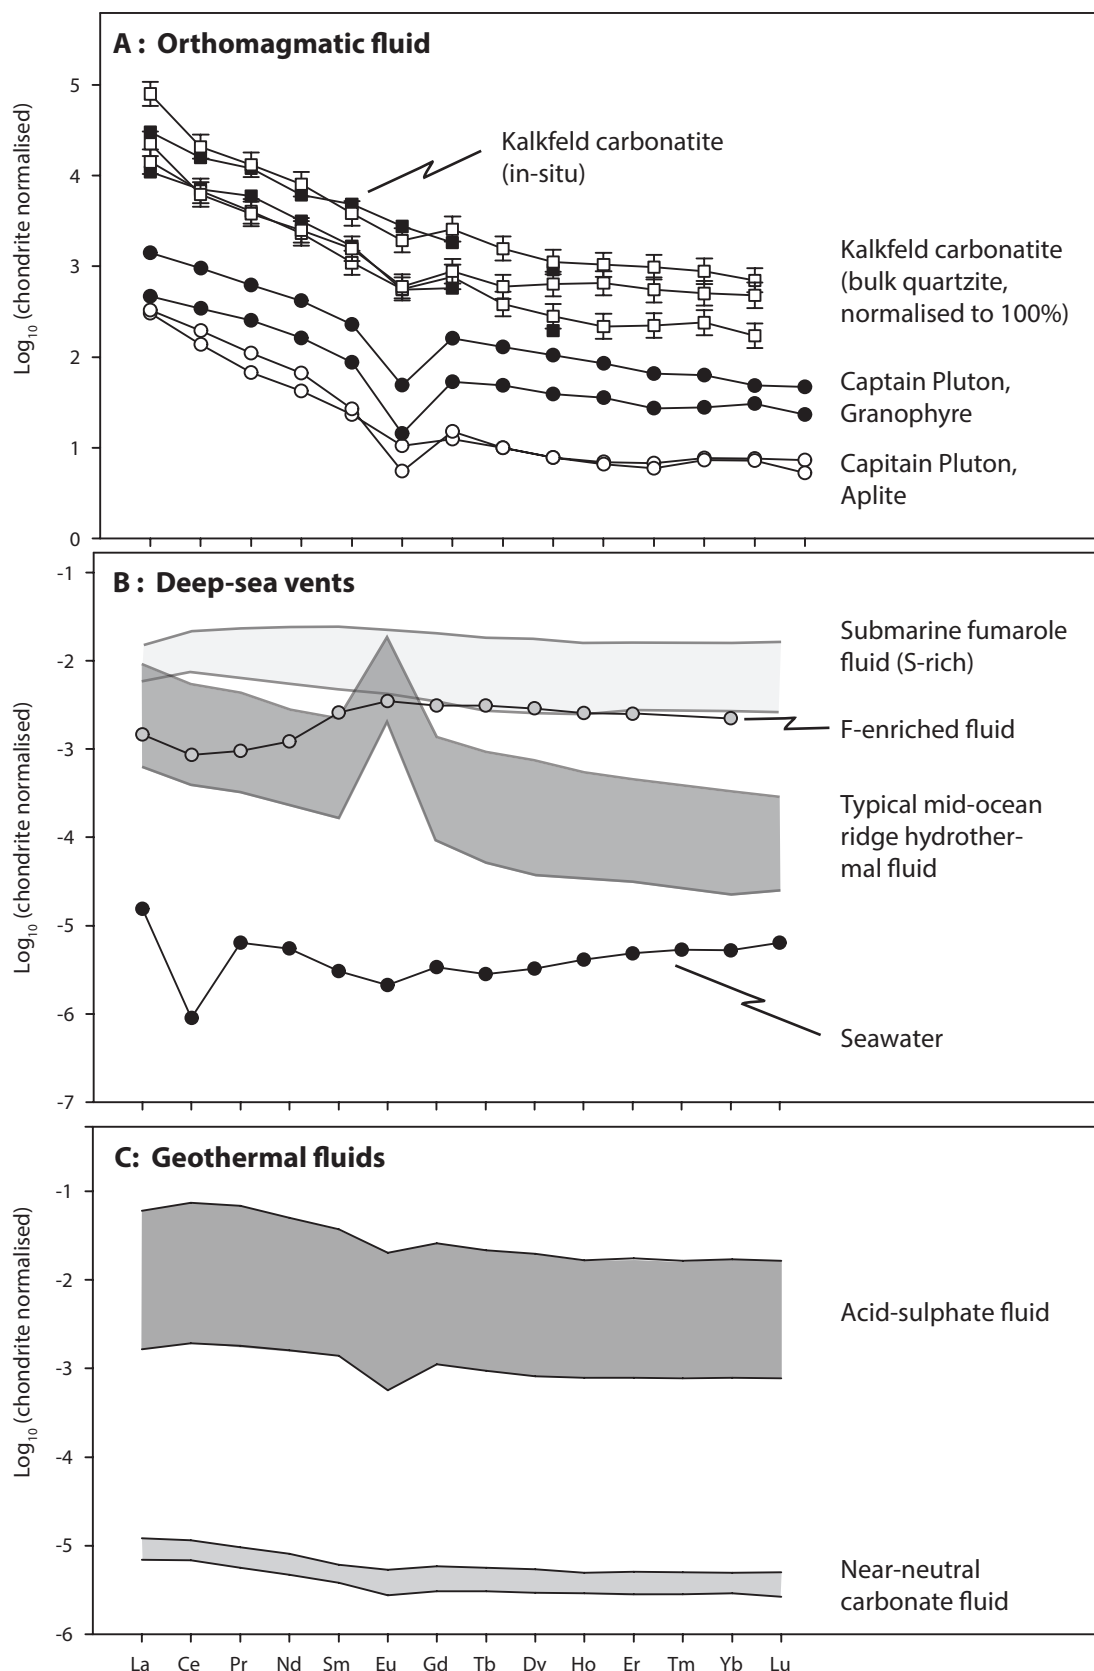 A : Orthomagmatic fluid
Log₁₀ (chondrite normalised)
5
4
3
2
1
0
Kalkfeld carbonatite
(in-situ)
Kalkfeld carbonatite
(bulk quartzite,
normalised to 100%)
Captain Pluton,
Granophyre
Capitain Pluton,
Aplite
B : Deep-sea vents
Log₁₀ (chondrite normalised)
-1
-2
-3
-4
-5
-6
-7
Submarine fumarole
fluid (S-rich)
F-enriched fluid
Typical mid-ocean
ridge hydrother-
mal fluid
Seawater
C: Geothermal fluids
Log₁₀ (chondrite normalised)
-1
-2
-3
-4
-5
-6
Acid-sulphate fluid
Near-neutral
carbonate fluid
La Ce Pr Nd Sm Eu Gd Tb Dy Ho Er Tm Yb Lu